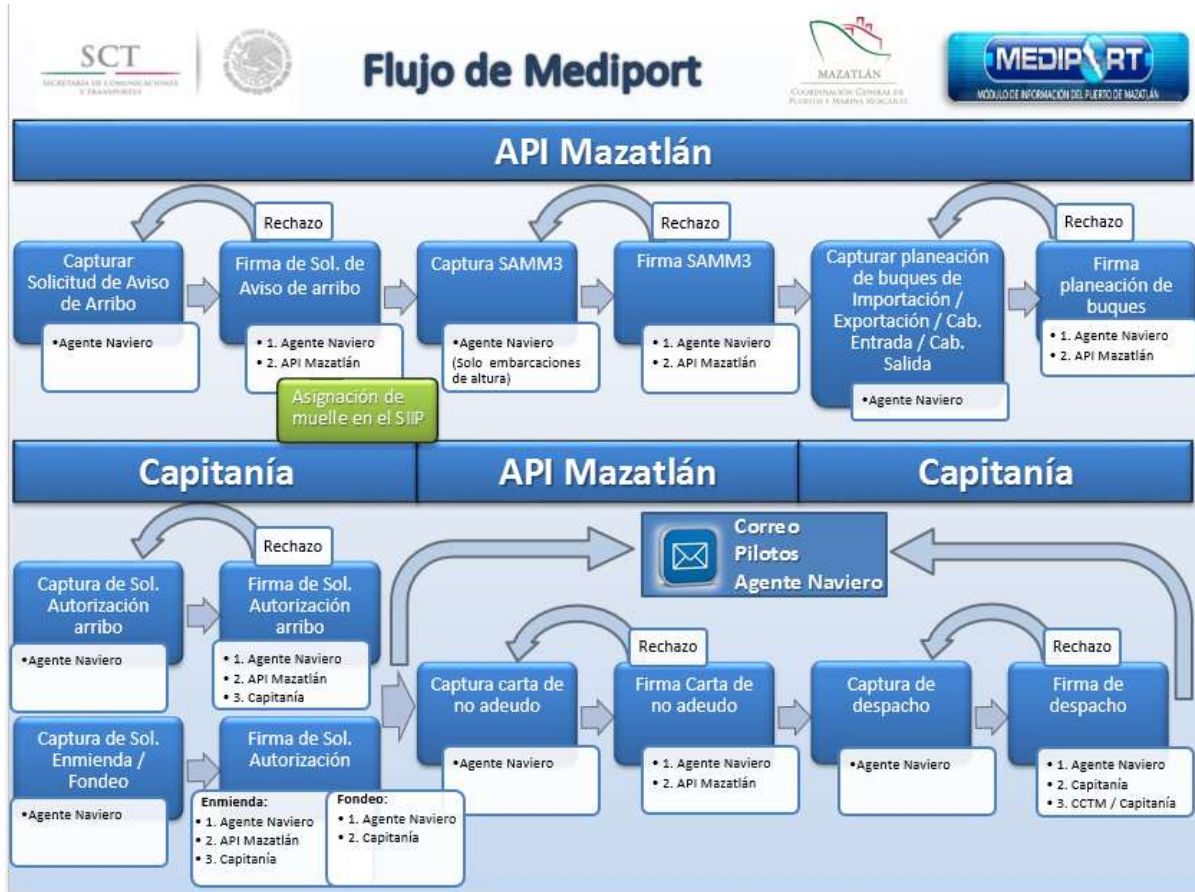 SCT
SECRETARÍA DE COMUNICACIONES
Y TRANSPORTES
Flujo de Mediport
MAZATLÁN
COORDINACIÓN GENERAL DE
PUERTOS Y MARINA MERCANTE
MEDIPORT
MÓDULO DE INFORMACIÓN DEL PUERTO DE MAZATLÁN
API Mazatlán
Rechazo
Rechazo
Rechazo
Capturar
Solicitud de Aviso
de Arribo
•Agente Naviero
Firma de Sol. de
Aviso de arribo
• 1. Agente Naviero
• 2. API Mazatlán
Asignación de
muelle en el SIIP
Captura SAMM3
•Agente Naviero
(Solo embarcaciones
de altura)
Firma SAMM3
• 1. Agente Naviero
• 2. API Mazatlán
Capturar planeación
de buques de
Importación /
Exportación / Cab.
Entrada / Cab.
Salida
•Agente Naviero
Firma
planeación de
buques
• 1. Agente Naviero
• 2. API Mazatlán
Capitanía
API Mazatlán
Capitanía
Rechazo
Captura de Sol.
Autorización
arribo
•Agente Naviero
Firma de Sol.
Autorización
arribo
• 1. Agente Naviero
• 2. API Mazatlán
• 3. Capitanía
Correo
Pilotos
Agente Naviero
Captura de Sol.
Enmienda /
Fondeo
•Agente Naviero
Firma de Sol.
Autorización
Enmienda:
• 1. Agente Naviero
• 2. API Mazatlán
• 3. Capitanía
Fondeo:
• 1. Agente Naviero
• 2. Capitanía
Rechazo
Captura carta de
no adeudo
•Agente Naviero
Firma Carta de
no adeudo
• 1. Agente Naviero
• 2. API Mazatlán
Rechazo
Captura de
despacho
•Agente Naviero
Firma de
despacho
• 1. Agente Naviero
• 2. Capitanía
• 3. CCTM / Capitanía